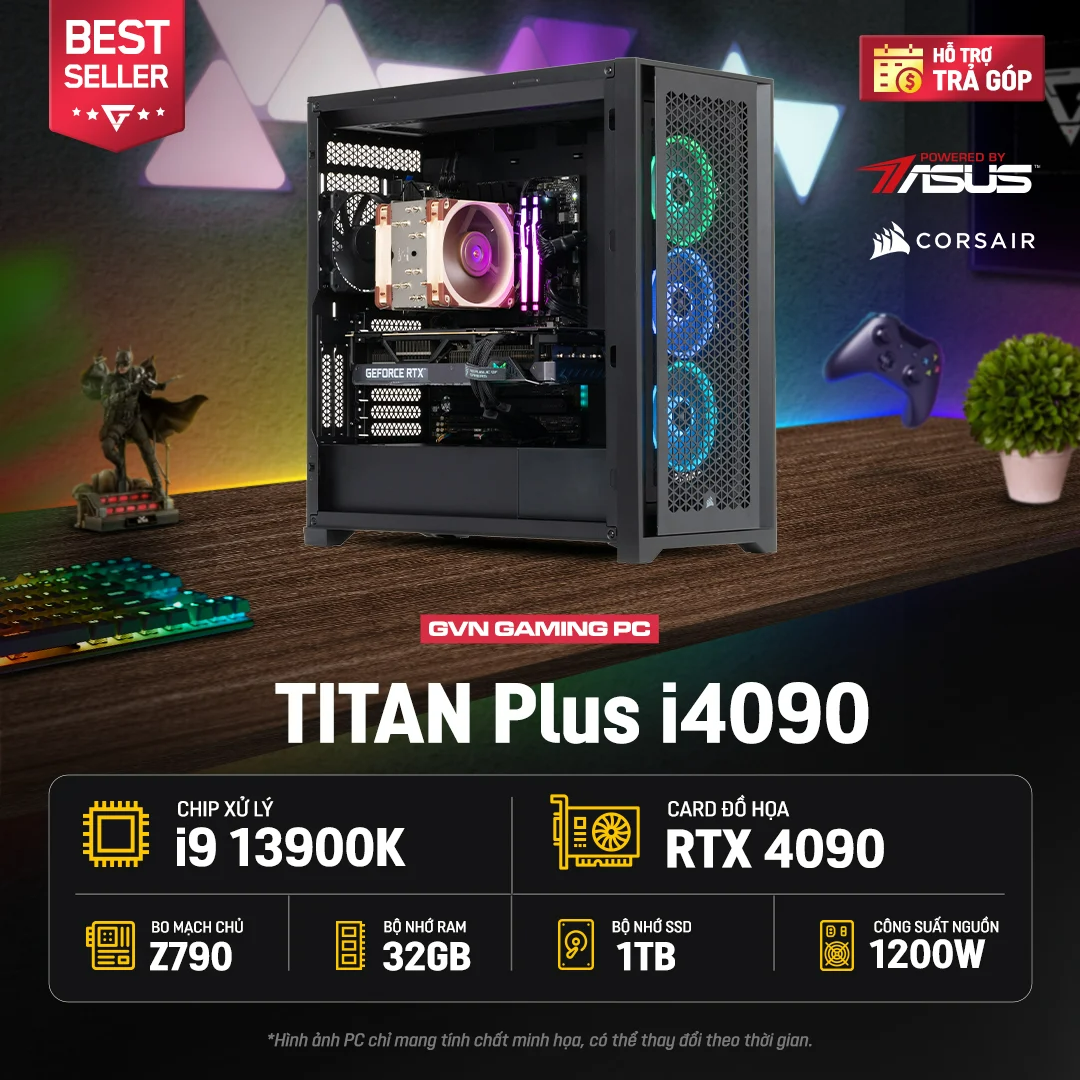 BEST
SELLER
HỖ TRỢ
TRẢ GÓP
POWERED BY
ASUS™
CORSAIR
GEFORCE RTX™
GVN GAMING PC
TITAN Plus i4090
CHIP XỬ LÝ
i9 13900K
CARD ĐỒ HỌA
RTX 4090
BO MẠCH CHỦ
Z790
BỘ NHỚ RAM
32GB
BỘ NHỚ SSD
1TB
CÔNG SUẤT NGUỒN
1200W
*Hình ảnh PC chỉ mang tính chất minh họa, có thể thay đổi theo thời gian.